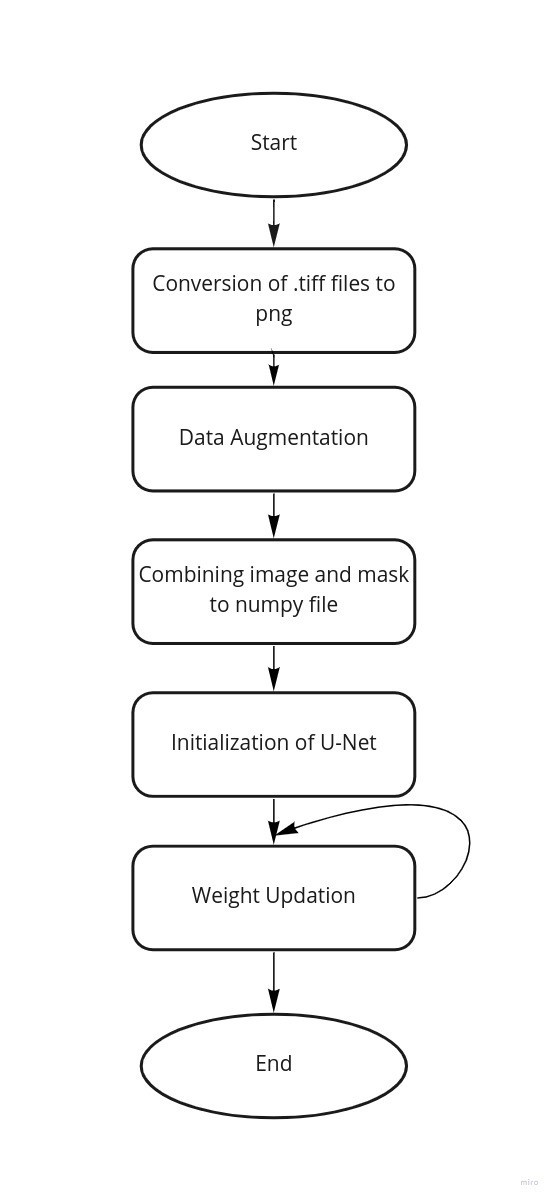 Start
Conversion of .tiff files to
png
Data Augmentation
Combining image and mask
to numpy file
Initialization of U-Net
Weight Updation
End
miro